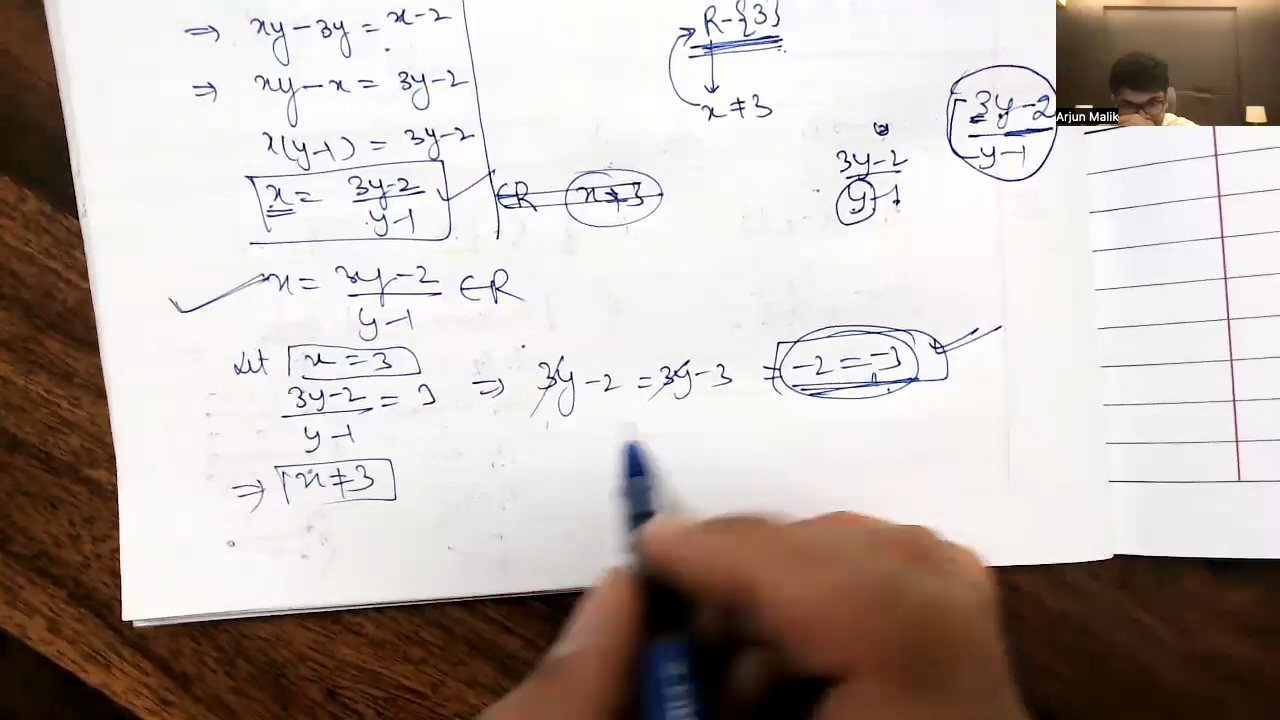 ⇒ xy-3y = x-2
⇒ xy-x = 3y-2
x(y-1) = 3y-2
x = 3y-2 / y-1
∈R x≠3
x = 3y-2 / y-1 ∈R
Let x=3
3y-2 / y-1 = 3 ⇒ 3y-2 = 3y-3 = -2=-3
⇒ x≠3
R-{3}
x≠3
3y-2 / y-1
3y-2 / y-1
Arjun Malik